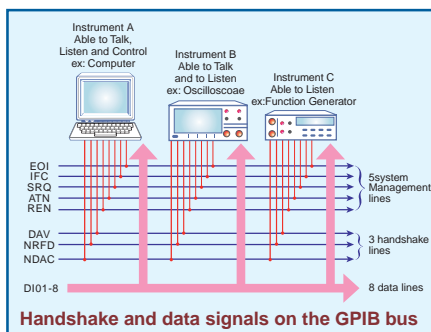 Instrument A
Able to Talk,
Listen and Control
ex: Computer
Instrument B
Able to Talk
and to Listen
ex: Oscilloscoae
Instrument C
Able to Listen
ex:Function Generator
EOI
IFC
SRQ
ATN
REN
5system
Management
lines
DAV
NRFD
NDAC
3 handshake
lines
DI01-8
8 data lines
Handshake and data signals on the GPIB bus